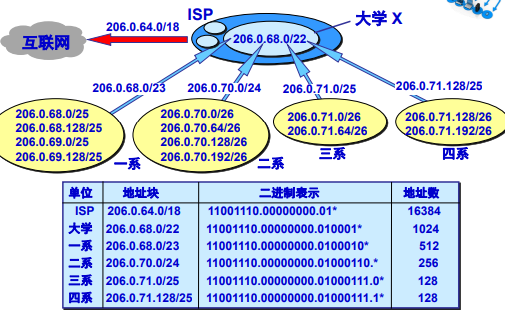 ISP
大学 X
206.0.64.0/18
互联网
206.0.68.0/22
206.0.68.0/23
206.0.70.0/24
206.0.71.0/25
206.0.71.128/25
206.0.68.0/25
206.0.68.128/25
206.0.69.0/25
206.0.69.128/25
一系
206.0.70.0/26
206.0.70.64/26
206.0.70.128/26
206.0.70.192/26
二系
206.0.71.0/26
206.0.71.64/26
三系
206.0.71.128/26
206.0.71.192/26
四系
单位 地址块 二进制表示 地址数
ISP 206.0.64.0/18 11001110.00000000.01* 16384
大学 206.0.68.0/22 11001110.00000000.010001* 1024
一系 206.0.68.0/23 11001110.00000000.0100010* 512
二系 206.0.70.0/24 11001110.00000000.01000110.* 256
三系 206.0.71.0/25 11001110.00000000.01000111.0* 128
四系 206.0.71.128/25 11001110.00000000.01000111.1* 128